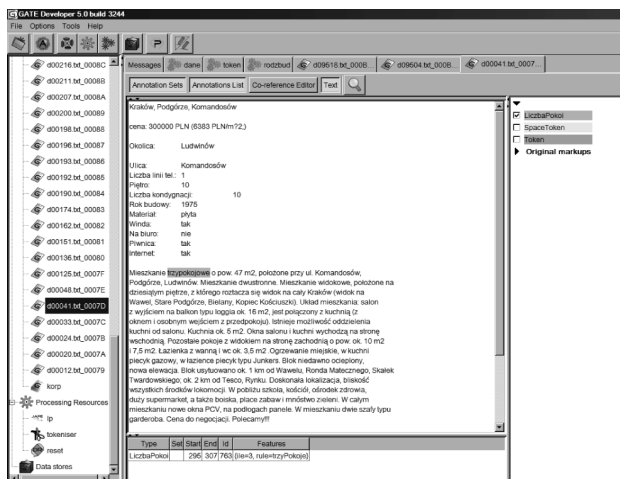 GATE Developer 5.0 build 3244
File Options Tools Help
Messages dane token rodzbud d09618.txt_000B... d09604.txt_000B... d00041.txt_0007...
Annotation Sets Annotations List Co-reference Editor Text
d00216.txt_0008C
d00211.txt_0008B
d00207.txt_0008A
d00200.txt_00089
d00198.txt_00088
d00196.txt_00087
d00193.txt_00086
d00192.txt_00085
d00190.txt_00084
d00174.txt_00083
d00162.txt_00082
d00151.txt_00081
d00136.txt_00080
d00125.txt_0007F
d00048.txt_0007E
d00041.txt_0007D
d00033.txt_0007C
d00024.txt_0007B
d00020.txt_0007A
d00012.txt_00079
korp
Processing Resources
ip
tokeniser
reset
Data stores
Kraków, Podgórze, Komandosów
cena: 300000 PLN (6383 PLN/m?2;)
Okolica: Ludwinów
Ulica: Komandosów
Liczba linii tel.: 1
Piętro: 10
Liczba kondygnacji: 10
Rok budowy: 1975
Materiał: płyta
Winda: tak
Na biuro: nie
Piwnica: tak
Internet: tak
Mieszkanie trzypokojowe o pow. 47 m2, położone przy ul. Komandosów,
Podgórze, Ludwinów. Mieszkanie dwustronne. Mieszkanie widokowe, położone na
dziesiątym piętrze, z którego roztacza się widok na cały Kraków (widok na
Wawel, Stare Podgórze, Bielany, Kopiec Kościuszki). Układ mieszkania: salon
z wyjściem na balkon typu loggia ok. 16 m2, jest połączony z kuchnią (z
oknem i osobnym wejściem z przedpokoju). Istnieje możliwość oddzielenia
kuchni od salonu. Kuchnia ok. 5 m2. Okna salonu i kuchni wychodzą na stronę
wschodnią. Pozostałe pokoje z widokiem na stronę zachodnią o pow. ok. 10 m2
i 7,5 m2. Łazienka z wanną i wc ok. 3,5 m2. Ogrzewanie miejskie, w kuchni
piecyk gazowy, w łazience piecyk typu Junkers. Blok niedawno ocieplony,
nowa elewacja. Blok usytuowano ok. 1 km od Wawelu, Ronda Matecznego, Skałek
Twardowskiego, ok. 2 km od Tesco, Rynku. Doskonała lokalizacja, bliskość
wszystkich środków lokomocji. W pobliżu szkoła, kościół, ośrodek zdrowia,
duży supermarket, a także boiska, place zabaw i mnóstwo zieleni. W całym
mieszkaniu nowe okna PCV, na podłogach panele. W mieszkaniu dwie szafy typu
garderoba. Cena do negocjacji. Polecamy!!!
LiczbaPokoi
SpaceToken
Token
Original markups
Type Set Start End Id Features
LiczbaPokoi 295 307 763 {ile=3, rule=trzyPokoje}